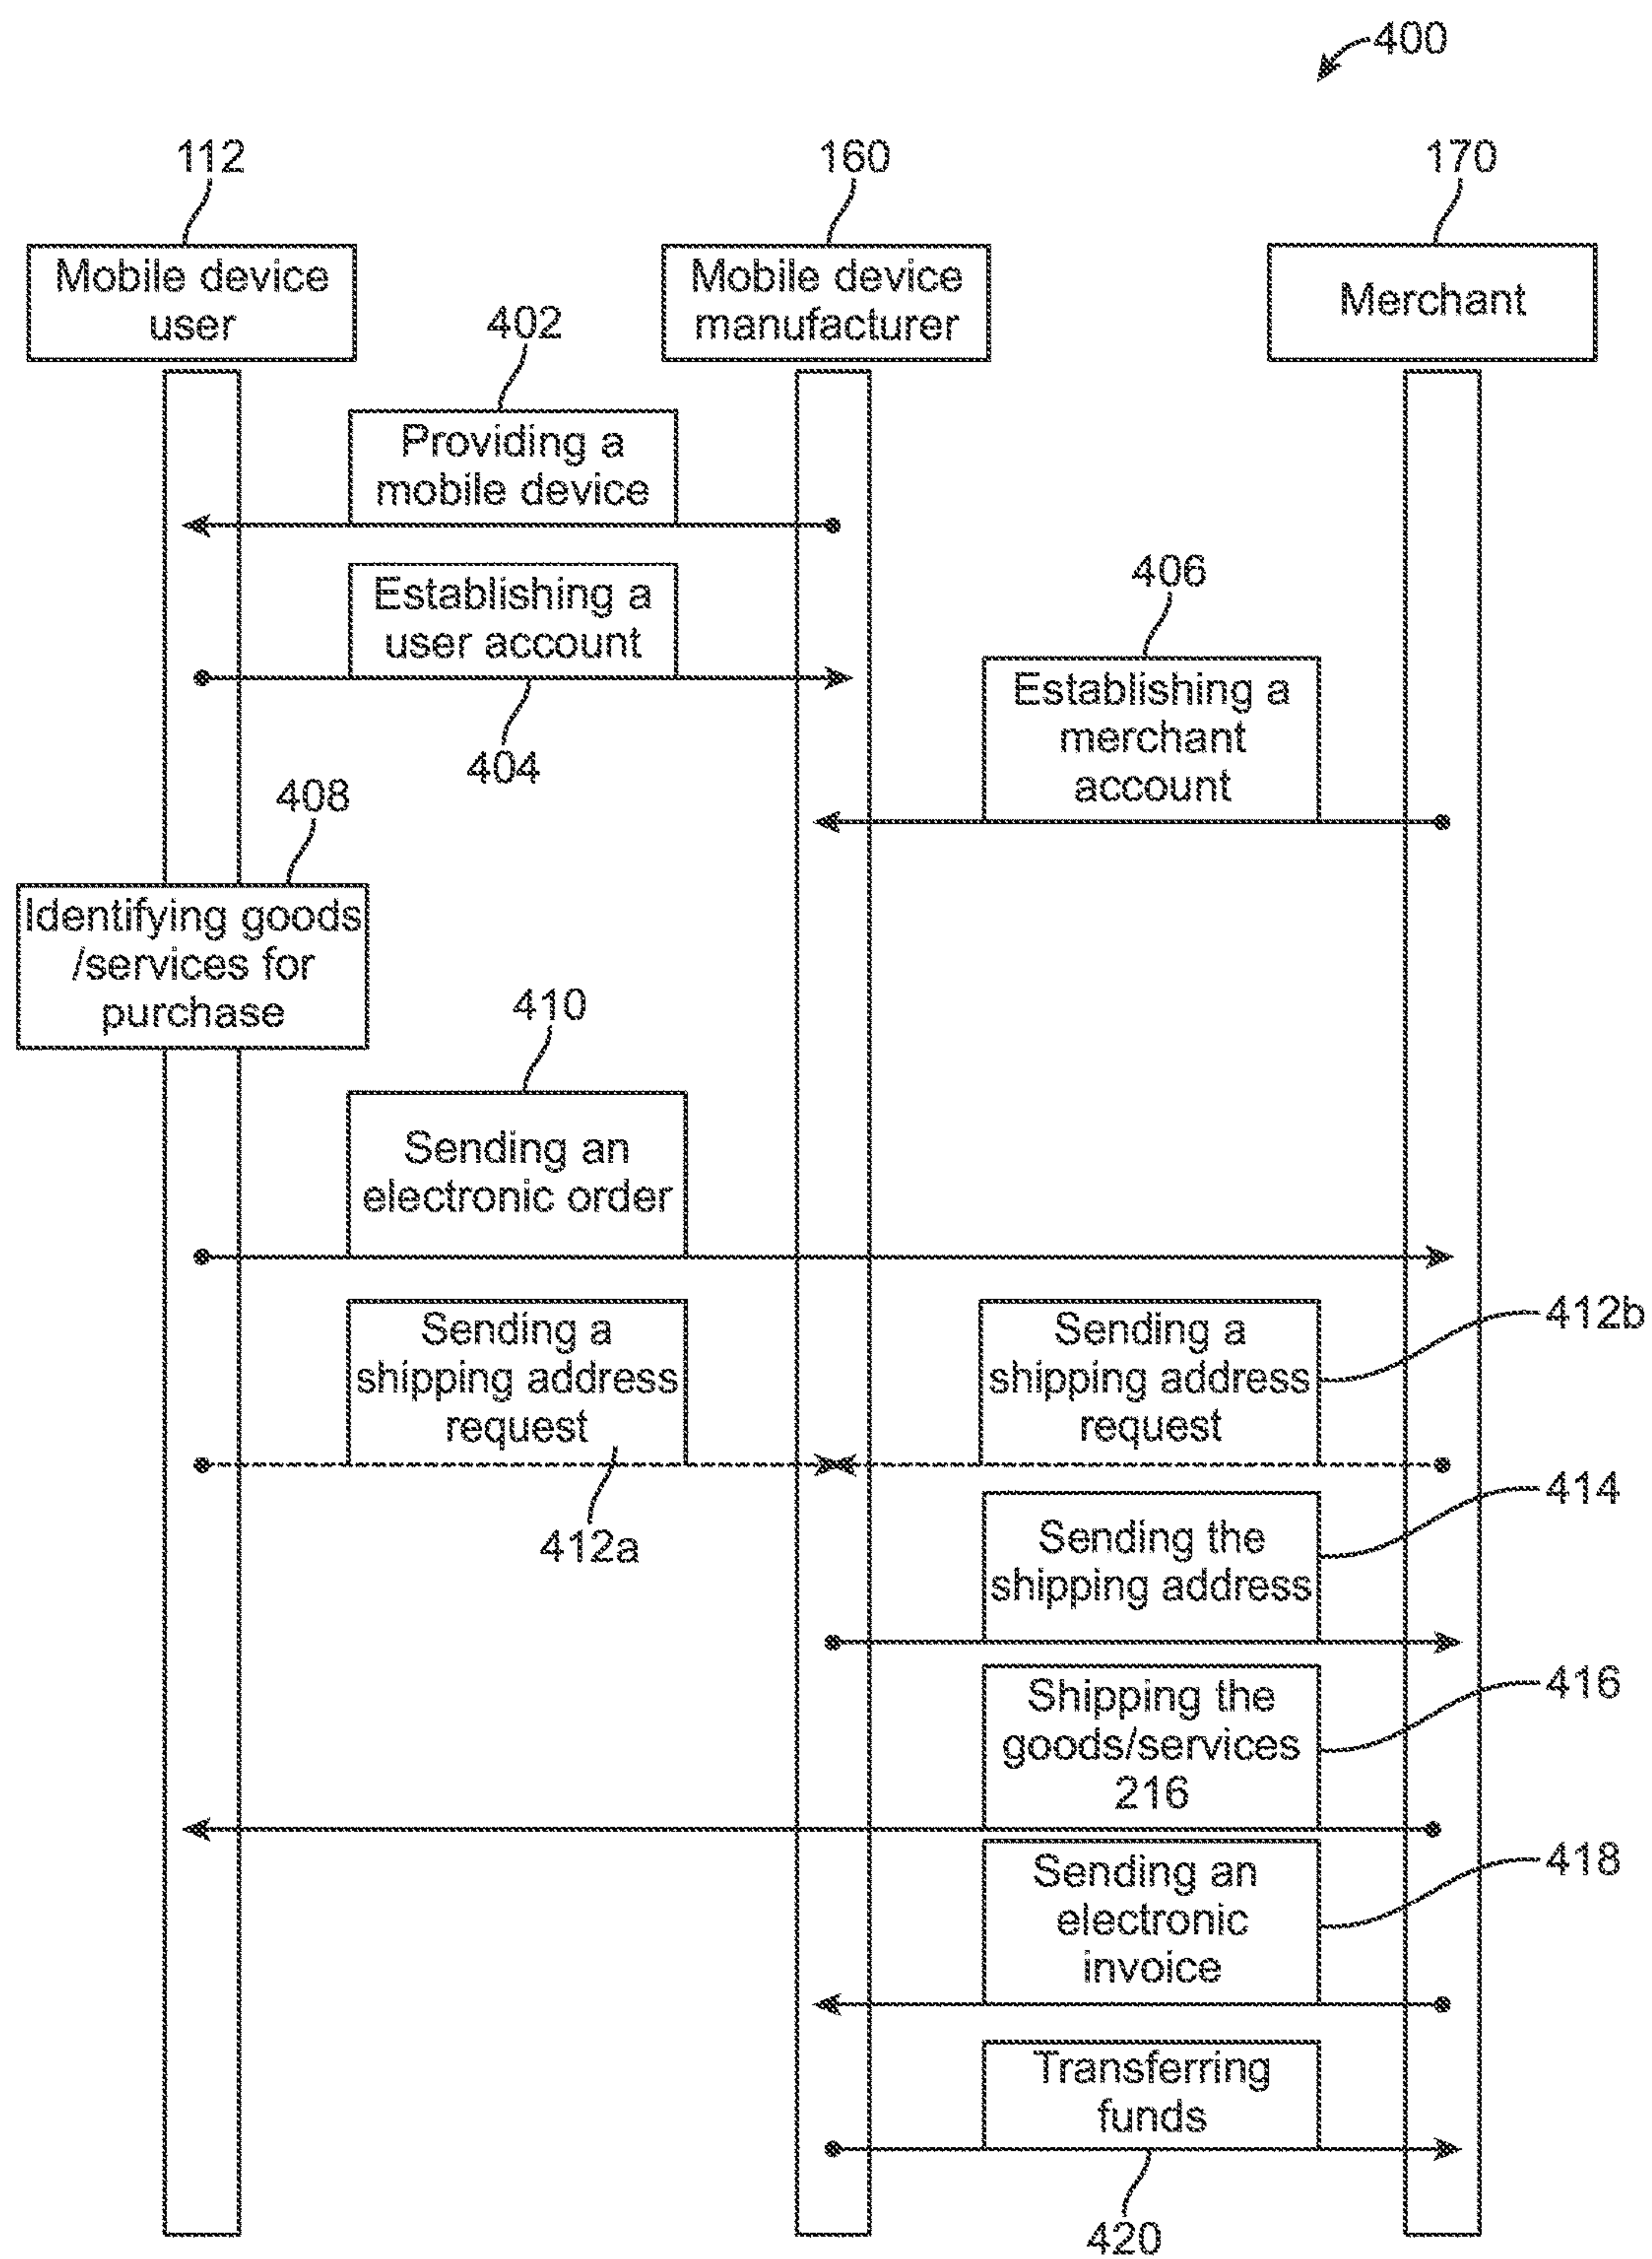 400
112
160
170
Mobile device
user
Mobile device
manufacturer
Merchant
402
Providing a
mobile device
Establishing a
user account
404
406
Establishing a
merchant
account
408
Identifying goods
/services for
purchase
410
Sending an
electronic order
Sending a
shipping address
request
412a
Sending a
shipping address
request
412b
Sending the
shipping address
414
Shipping the
goods/services
216
416
Sending an
electronic
invoice
418
Transferring
funds
420